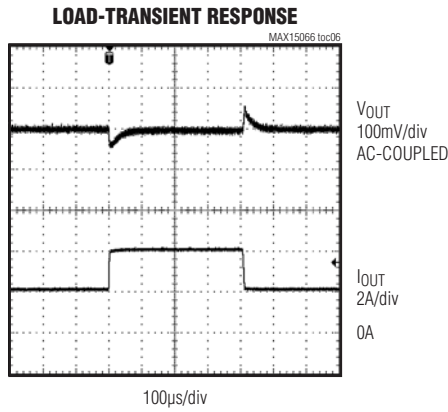 LOAD-TRANSIENT RESPONSE
MAX15066 toc06
VOUT
100mV/div
AC-COUPLED
IOUT
2A/div
0A
100µs/div